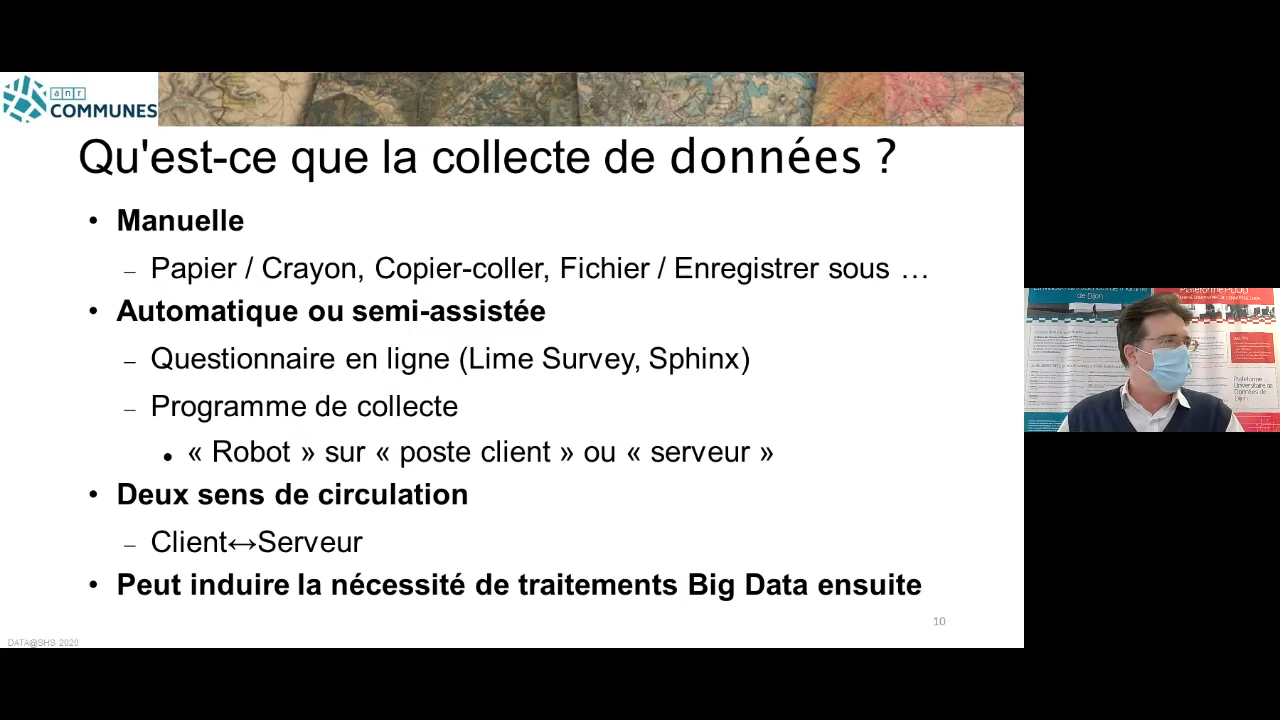 anr
COMMUNES
Qu'est-ce que la collecte de données ?
• Manuelle
– Papier / Crayon, Copier-coller, Fichier / Enregistrer sous …
• Automatique ou semi-assistée
– Questionnaire en ligne (Lime Survey, Sphinx)
– Programme de collecte
● « Robot » sur « poste client » ou « serveur »
• Deux sens de circulation
– Client↔Serveur
• Peut induire la nécessité de traitements Big Data ensuite
10
DATA@SHS 2020
de Dijon
Plateforme
Universitaire de
Données de
Dijon